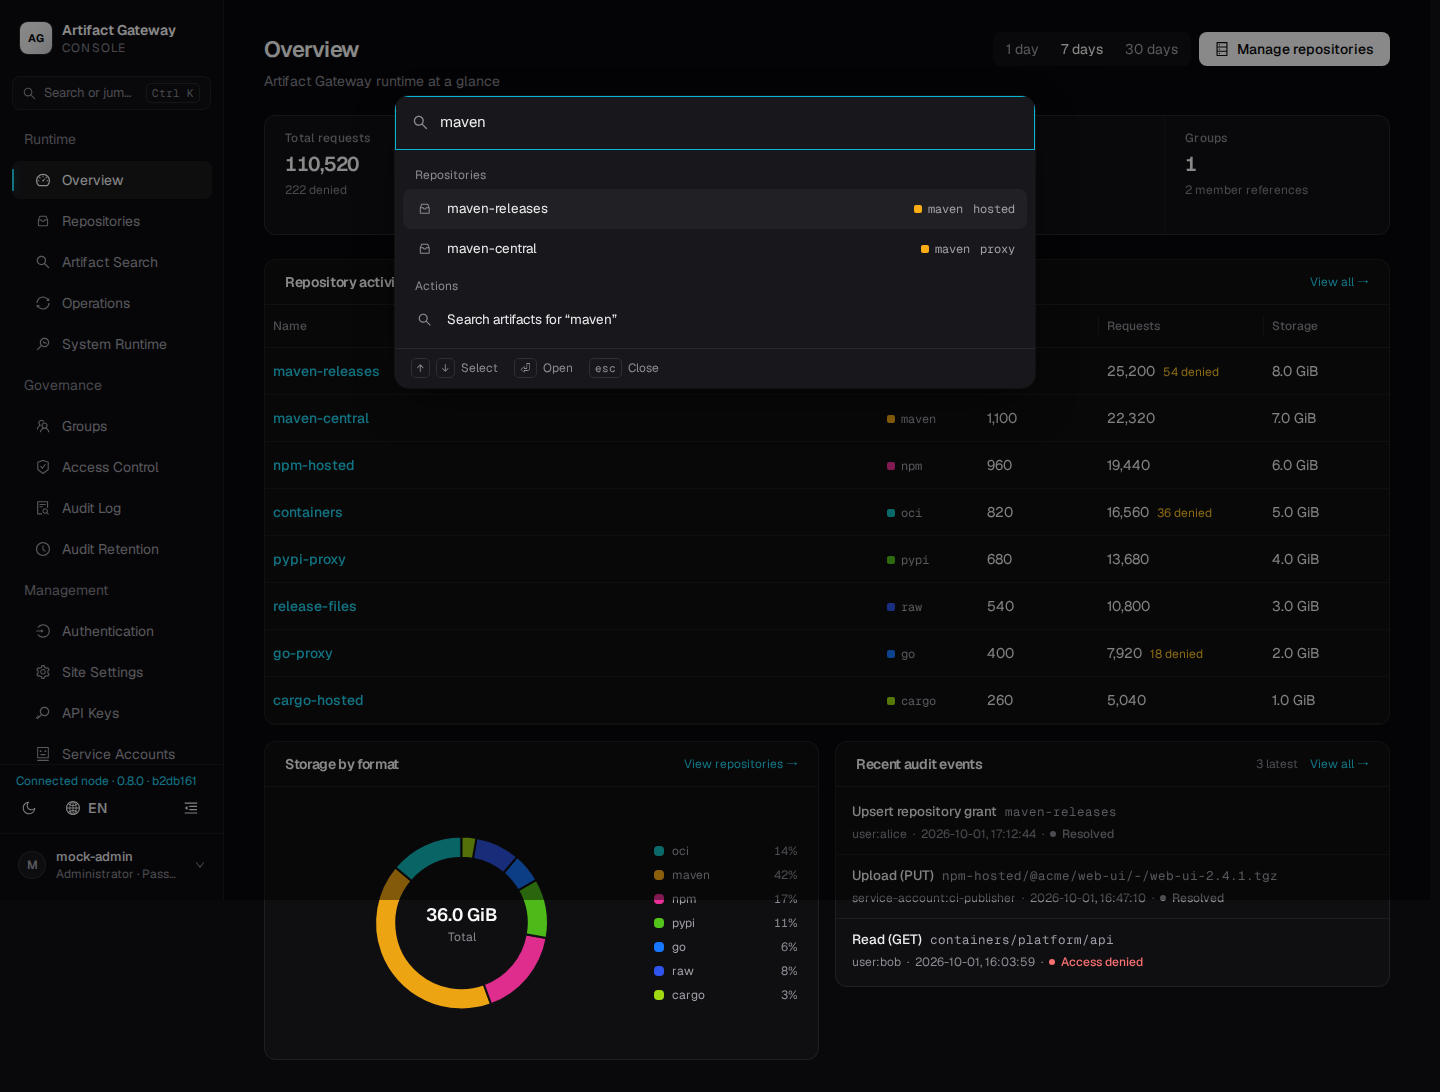 AG
Artifact Gateway
CONSOLE
Search or jum... Ctrl K
Runtime
Overview
Repositories
Artifact Search
Operations
System Runtime
Governance
Groups
Access Control
Audit Log
Audit Retention
Management
Authentication
Site Settings
API Keys
Service Accounts
Connected node · 0.8.0 · b2db161
EN
M
mock-admin
Administrator · Pass...
Overview
Artifact Gateway runtime at a glance
1 day 7 days 30 days
Manage repositories
Total requests
110,520
222 denied
Groups
1
2 member references
maven
Repositories
maven-releases maven hosted
maven-central maven proxy
Actions
Search artifacts for “maven”
↑ ↓ Select Open esc Close
Repository activi
View all →
Name Requests Storage
maven-releases 25,200 54 denied 8.0 GiB
maven-central maven 1,100 22,320 7.0 GiB
npm-hosted npm 960 19,440 6.0 GiB
containers oci 820 16,560 36 denied 5.0 GiB
pypi-proxy pypi 680 13,680 4.0 GiB
release-files raw 540 10,800 3.0 GiB
go-proxy go 400 7,920 18 denied 2.0 GiB
cargo-hosted cargo 260 5,040 1.0 GiB
Storage by format
View repositories →
36.0 GiB
Total
oci 14%
maven 42%
npm 17%
pypi 11%
go 6%
raw 8%
cargo 3%
Recent audit events
3 latest View all →
Upsert repository grant maven-releases
user:alice · 2026-10-01, 17:12:44 · Resolved
Upload (PUT) npm-hosted/@acme/web-ui/-/web-ui-2.4.1.tgz
service-account:ci-publisher · 2026-10-01, 16:47:10 · Resolved
Read (GET) containers/platform/api
user:bob · 2026-10-01, 16:03:59 · Access denied